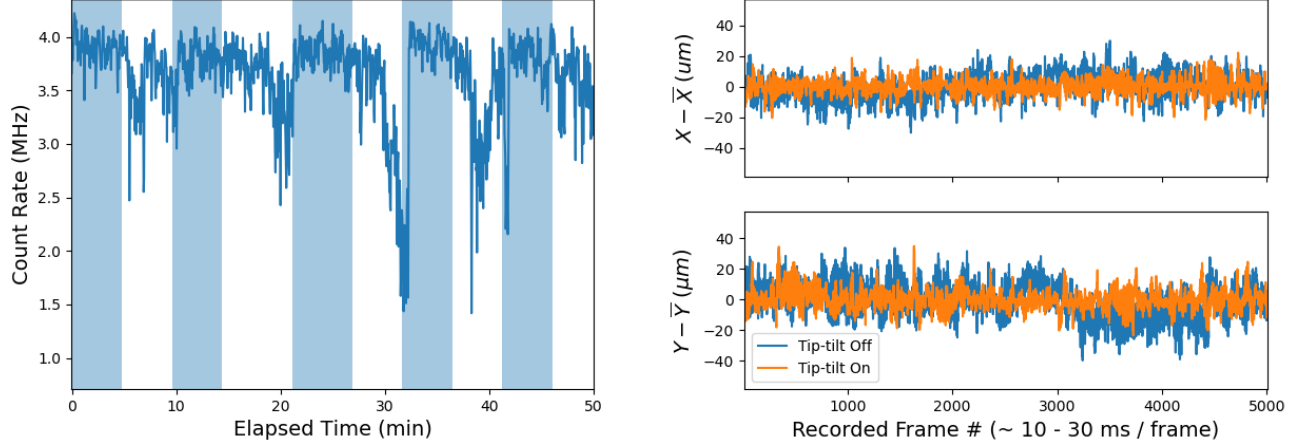 Count Rate (MHz)
4.0
3.5
3.0
2.5
2.0
1.5
1.0
0 10 20 30 40 50
Elapsed Time (min)
X − X̅ (um)
40
20
0
−20
−40
Y − Y̅ (μm)
40
20
0
−20
−40
Tip-tilt Off
Tip-tilt On
1000 2000 3000 4000 5000
Recorded Frame # (~ 10 - 30 ms / frame)